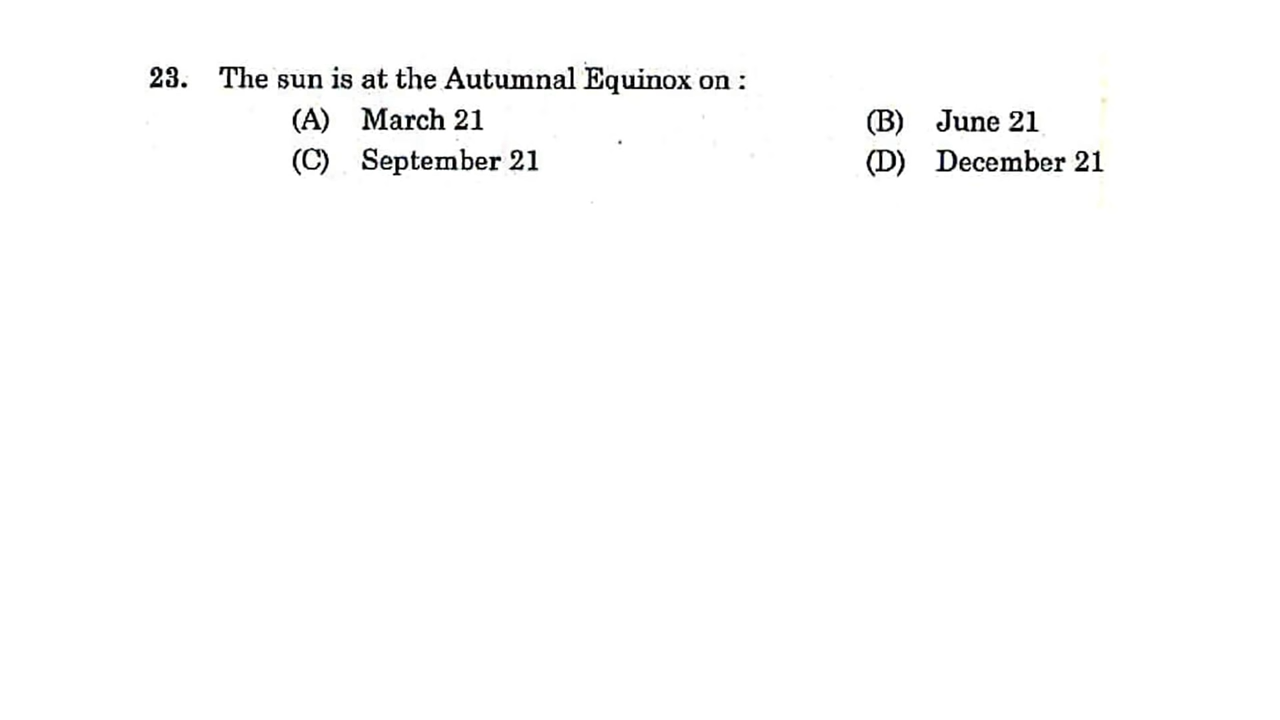 23. The sun is at the Autumnal Equinox on :
(A) March 21 (B) June 21
(C) September 21 (D) December 21